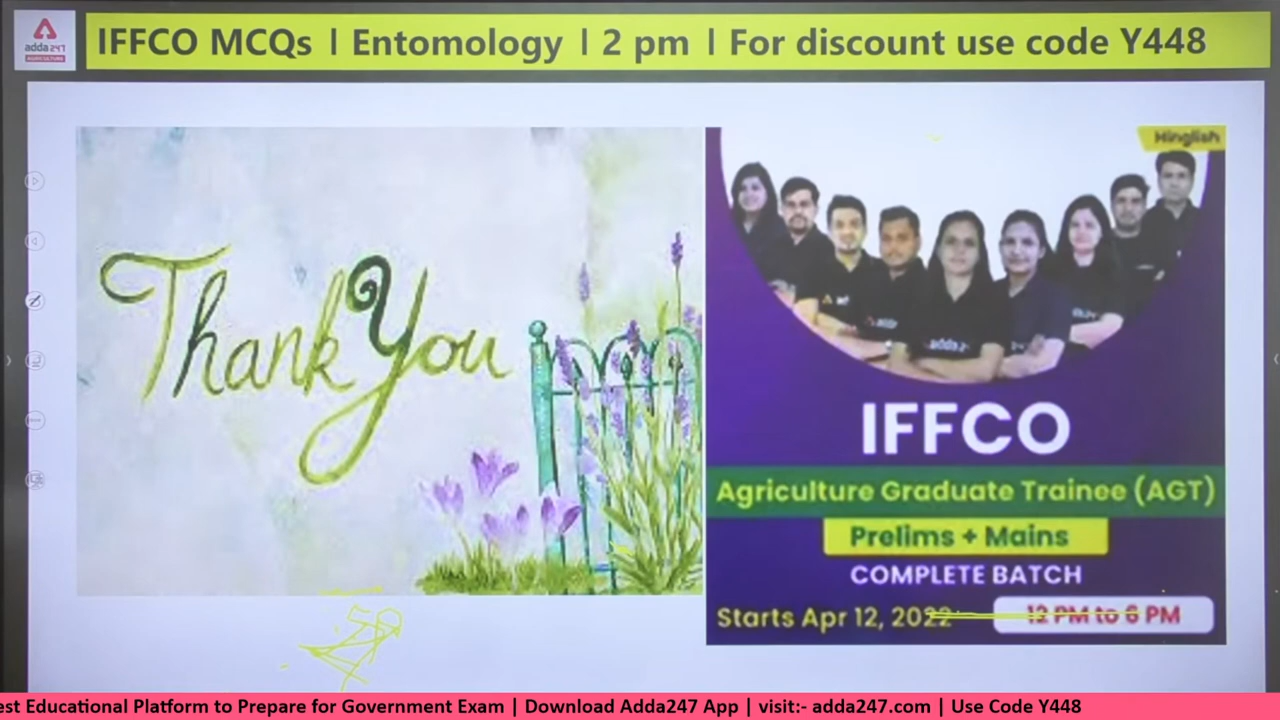 adda247
AGRICULTURE
IFFCO MCQs | Entomology | 2 pm | For discount use code Y448
Thank You
Hinglish
IFFCO
Agriculture Graduate Trainee (AGT)
Prelims + Mains
COMPLETE BATCH
Starts Apr 12, 2022
12 PM to 6 PM
est Educational Platform to Prepare for Government Exam | Download Adda247 App | visit:- adda247.com | Use Code Y448